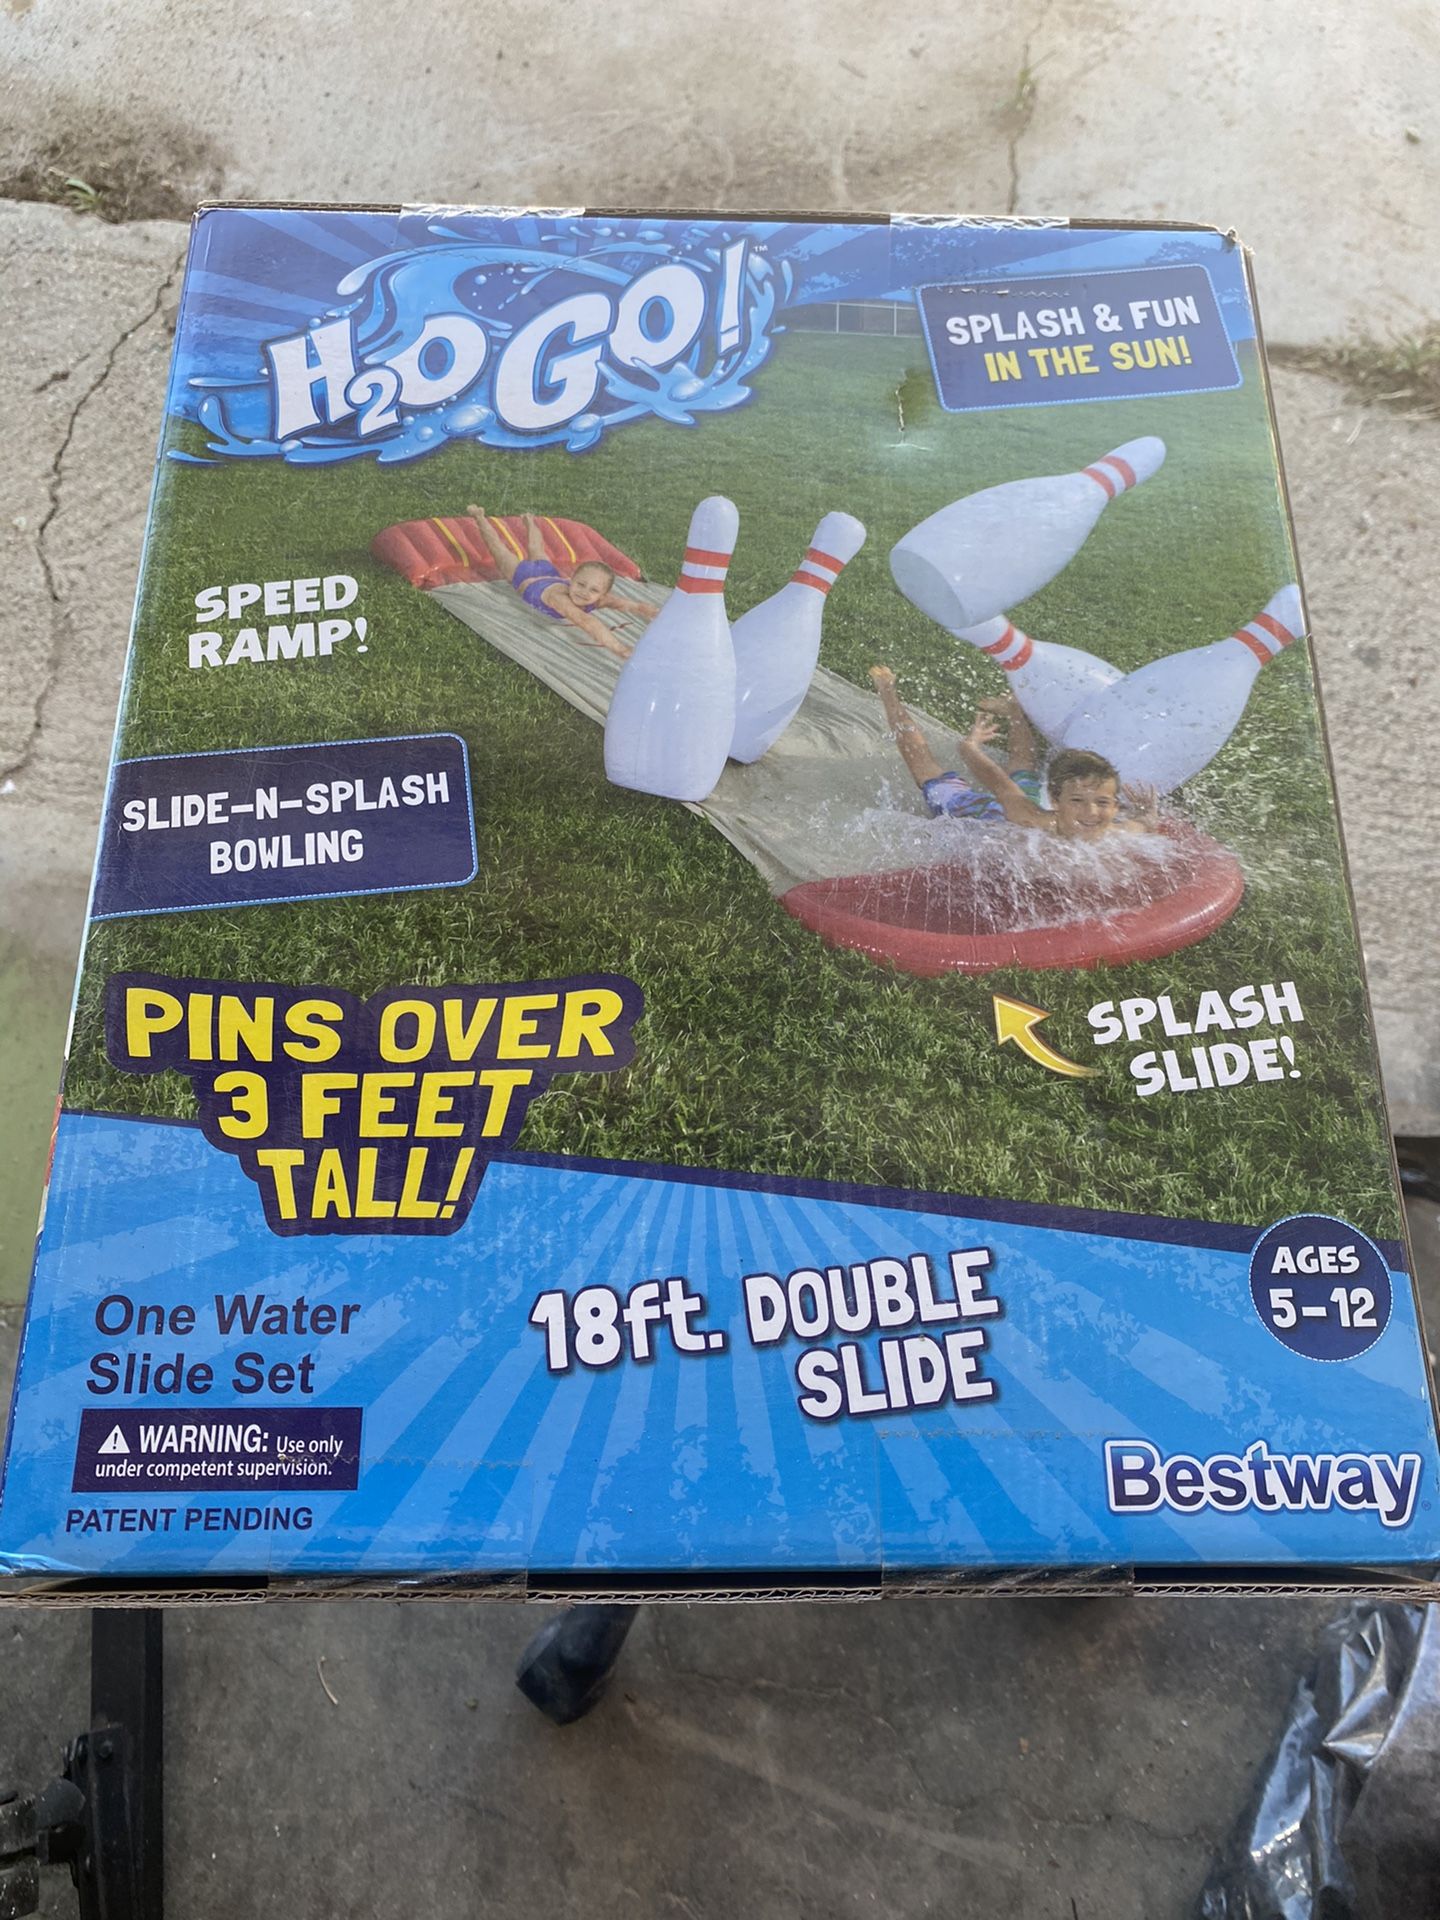 H2O GO!™
SPLASH & FUN
IN THE SUN!
SPEED
RAMP!
SLIDE-N-SPLASH
BOWLING
PINS OVER
3 FEET
TALL!
SPLASH
SLIDE!
One Water
Slide Set
18ft. DOUBLE
SLIDE
AGES
5-12
WARNING: Use only
under competent supervision.
PATENT PENDING
Bestway